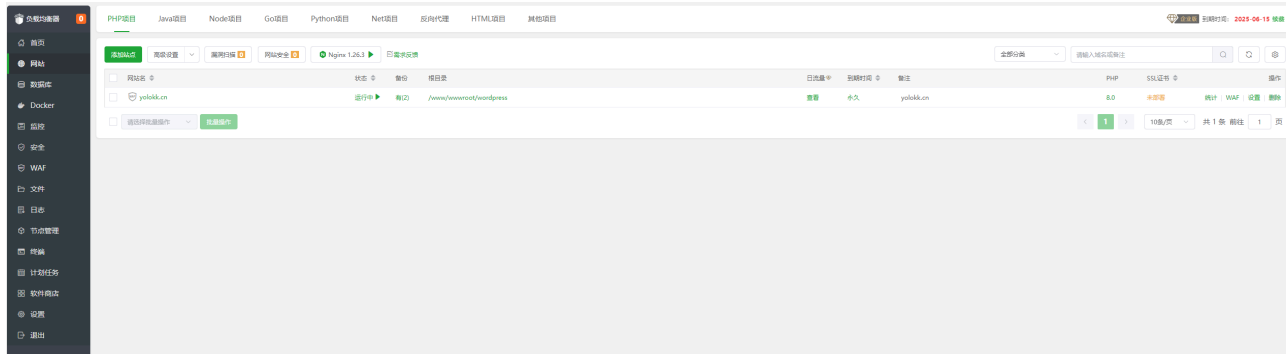 负载均衡器 0
PHP项目 Java项目 Node项目 Go项目 Python项目 Net项目 反向代理 HTML项目 其他项目
企业版 到期时间: 2025-06-15 续费
首页
网站
数据库
Docker
监控
安全
WAF
文件
日志
节点管理
终端
计划任务
软件商店
设置
退出
添加站点 高级设置 漏洞扫描 0 网站安全 0 Nginx 1.26.3 需求反馈 全部分类 请输入域名或备注
网站名 状态 备份 根目录 日流量 到期时间 备注 PHP SSL证书 操作
yolokk.cn 运行中 有(2) /www/wwwroot/wordpress 查看 永久 yolokk.cn 8.0 未部署 统计 | WAF | 设置 | 删除
请选择批量操作 批量操作 1 10条/页 共 1 条 前往 1 页